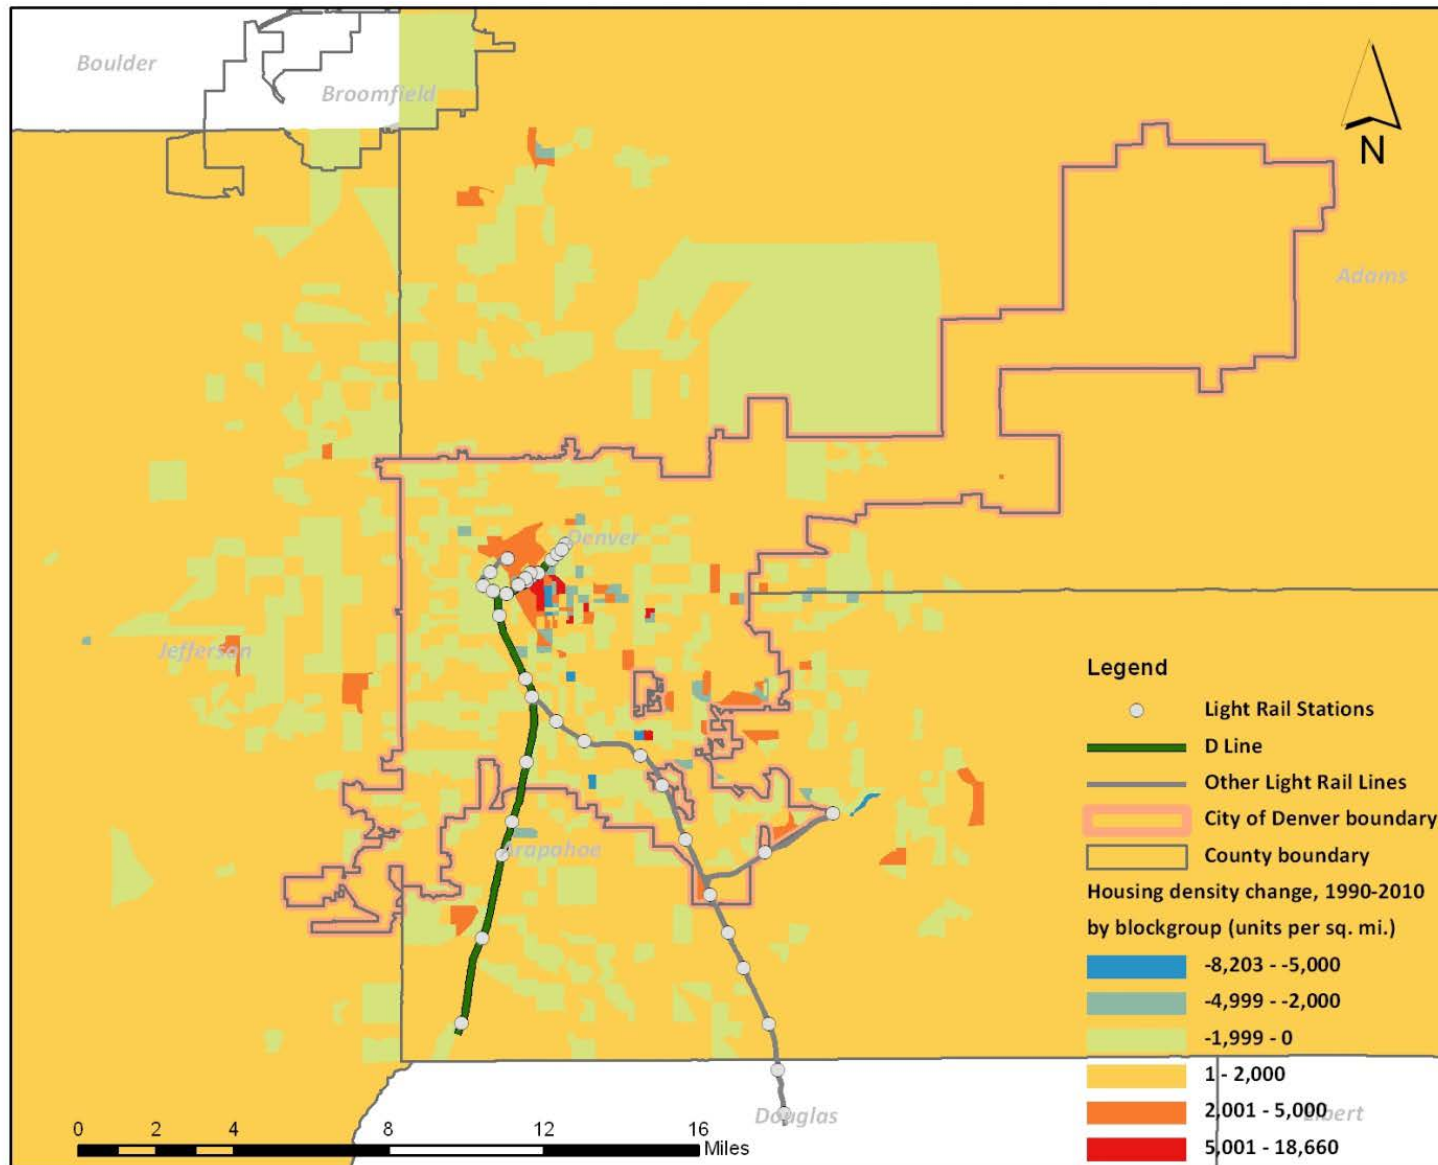 Boulder
Broomfield
N
Adams
Denver
Jefferson
Arapahoe
Douglas
Elbert
Legend
Light Rail Stations
D Line
Other Light Rail Lines
City of Denver boundary
County boundary
Housing density change, 1990-2010
by blockgroup (units per sq. mi.)
-8,203 - -5,000
-4,999 - -2,000
-1,999 - 0
1 - 2,000
2,001 - 5,000
5,001 - 18,660
0 2 4 8 12 16
Miles